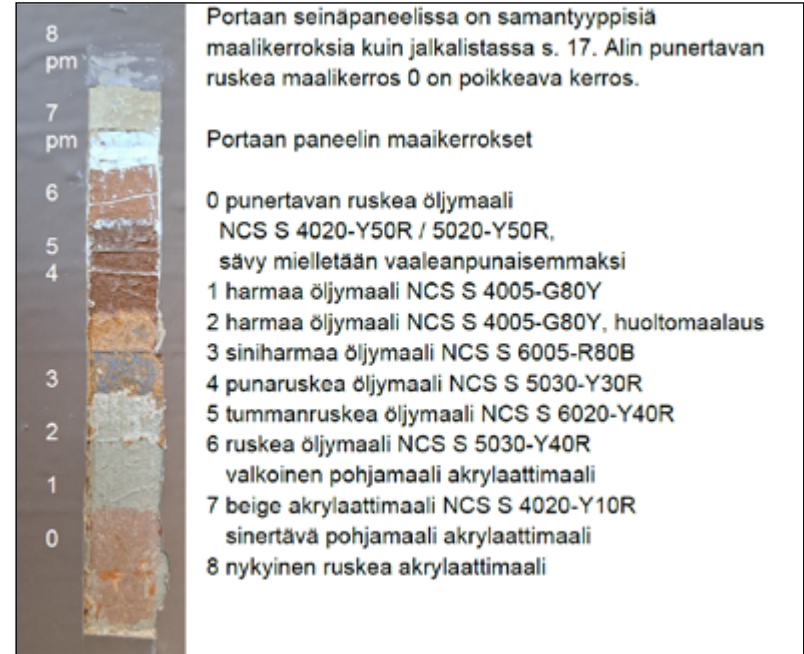 8
pm
7
pm
6
5
4
3
2
1
0
Portaan seinäpaneelissa on samantyyppisiä
maalikerroksia kuin jalkalistassa s. 17. Alin punertavan
ruskea maalikerros 0 on poikkeava kerros.
Portaan paneelin maaikerrokset
0 punertavan ruskea öljymaali
NCS S 4020-Y50R / 5020-Y50R,
sävy mielletään vaaleanpunaisemmaksi
1 harmaa öljymaali NCS S 4005-G80Y
2 harmaa öljymaali NCS S 4005-G80Y, huoltomaalaus
3 siniharmaa öljymaali NCS S 6005-R80B
4 punaruskea öljymaali NCS S 5030-Y30R
5 tummanruskea öljymaali NCS S 6020-Y40R
6 ruskea öljymaali NCS S 5030-Y40R
valkoinen pohjamaali akrylaattimaali
7 beige akrylaattimaali NCS S 4020-Y10R
sinertävä pohjamaali akrylaattimaali
8 nykyinen ruskea akrylaattimaali